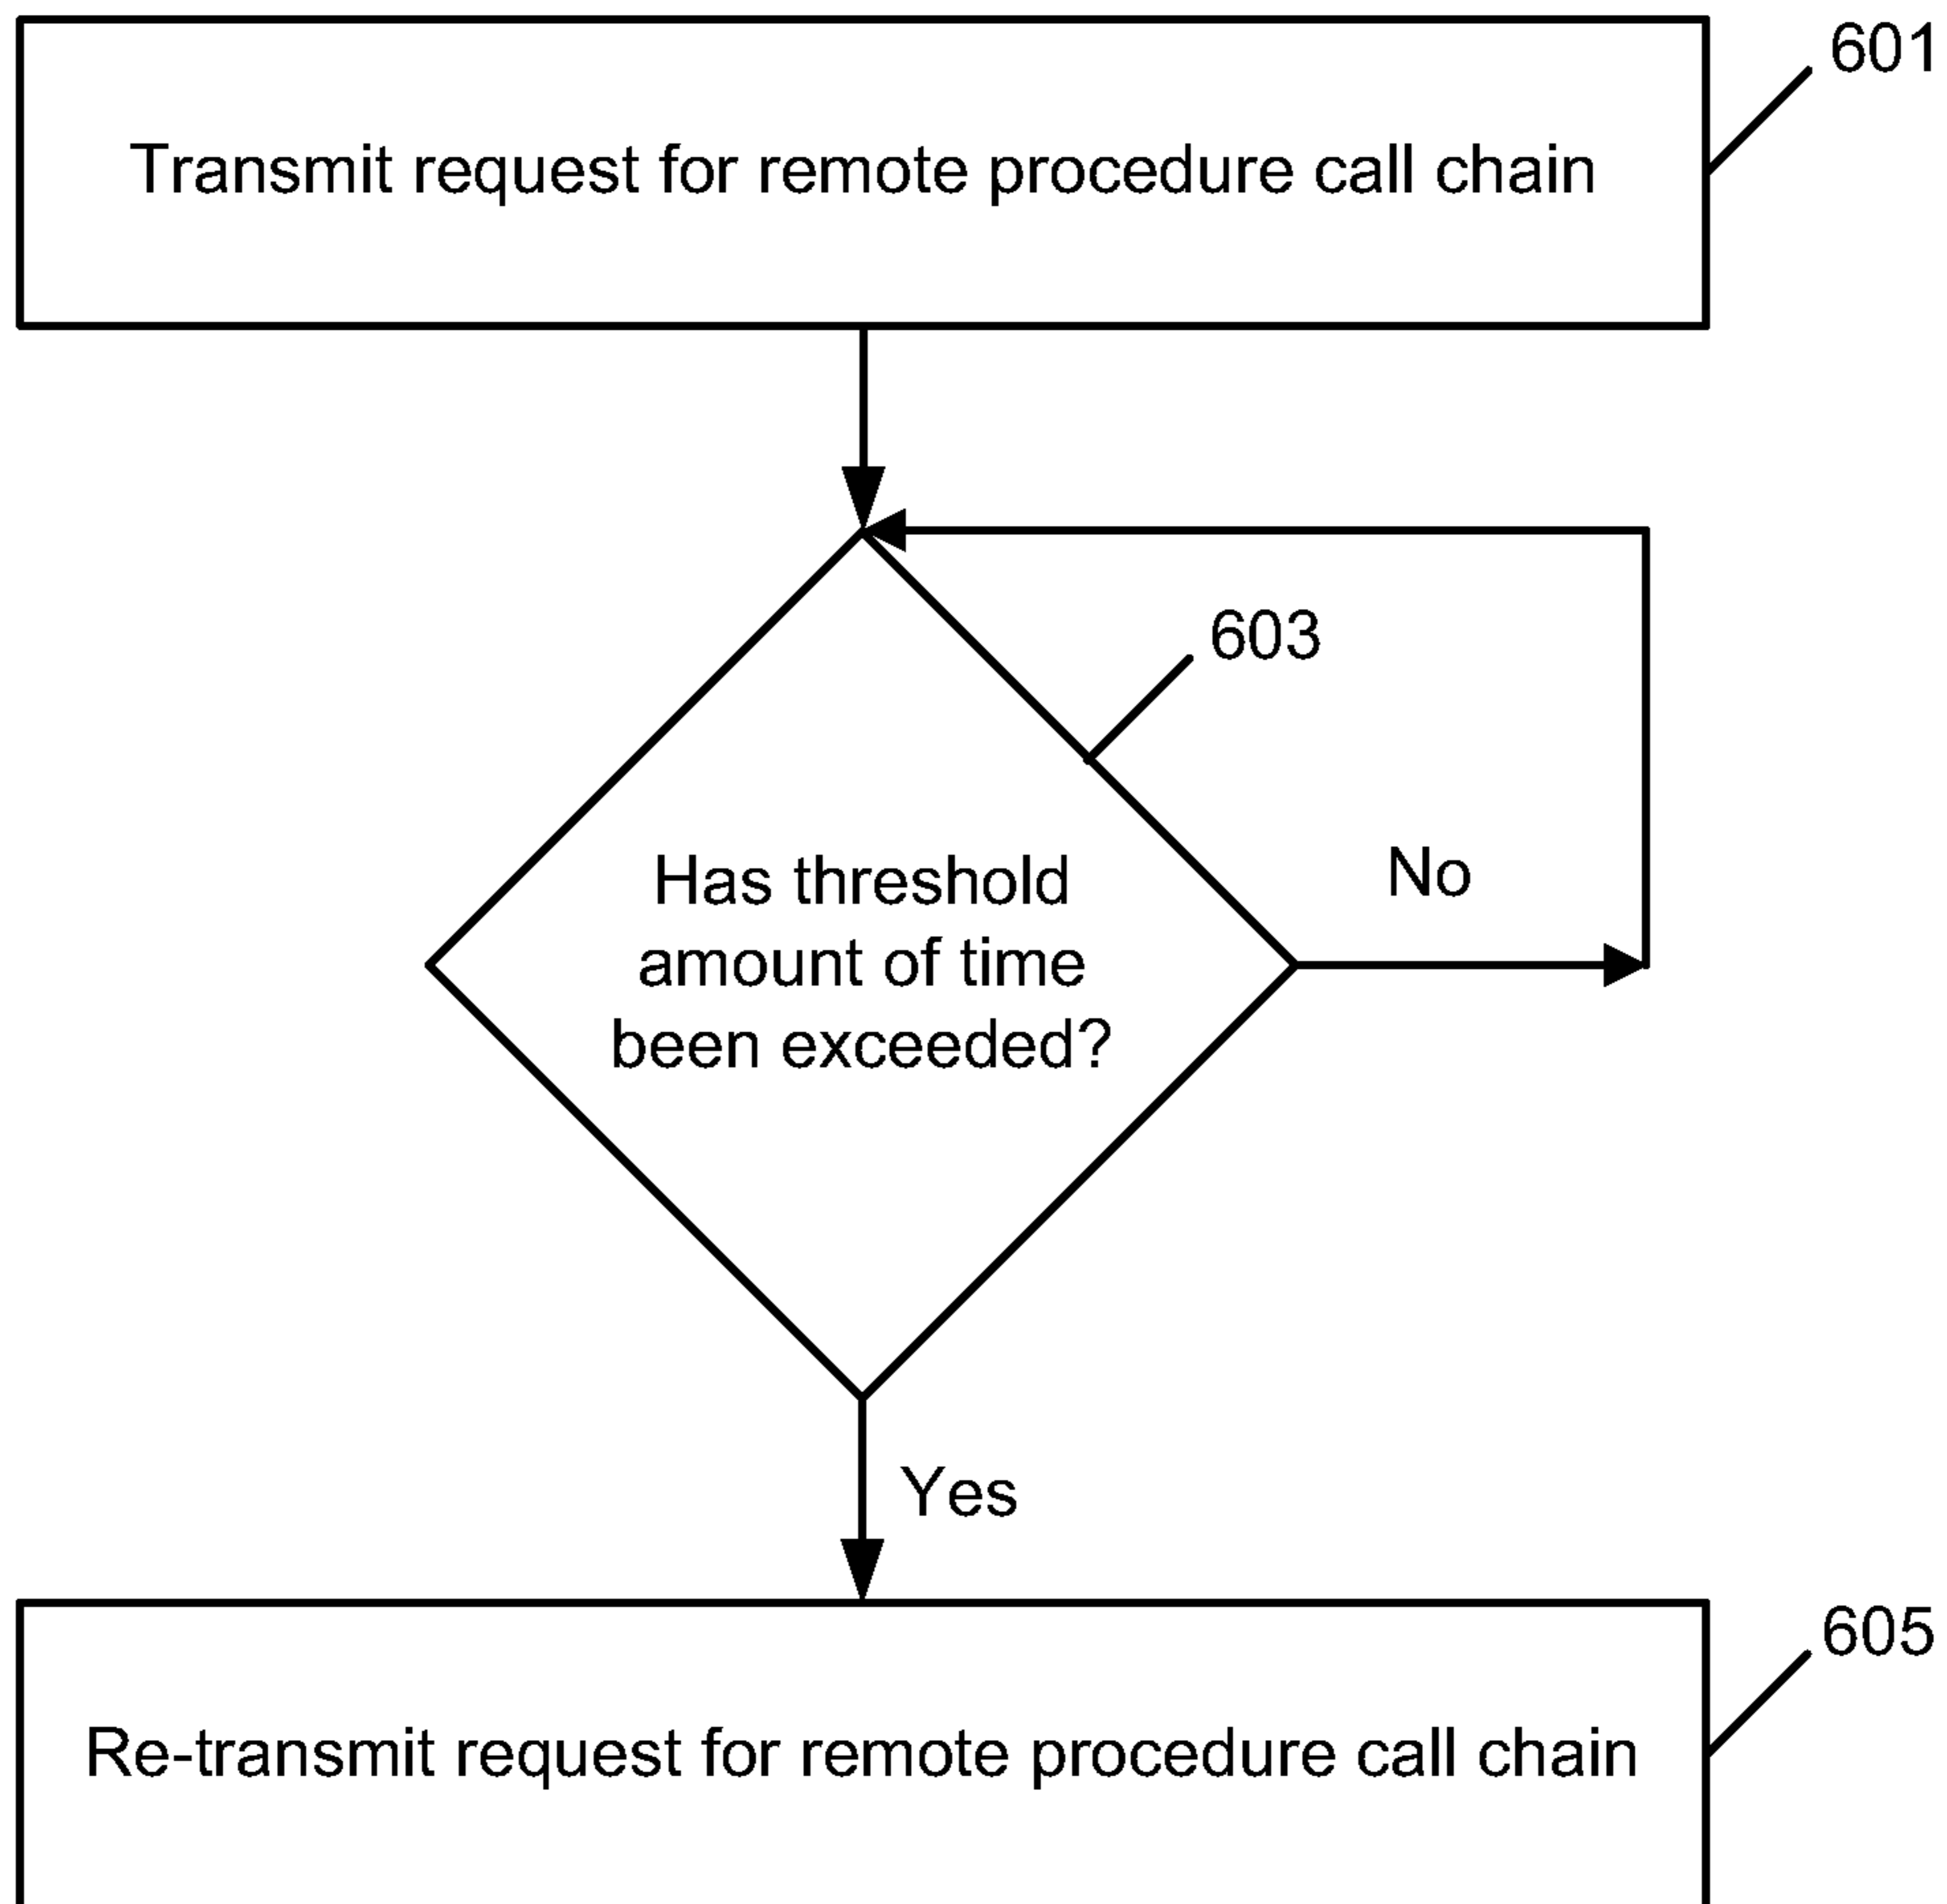 601
Transmit request for remote procedure call chain
603
Has threshold
amount of time
been exceeded?
No
Yes
605
Re-transmit request for remote procedure call chain